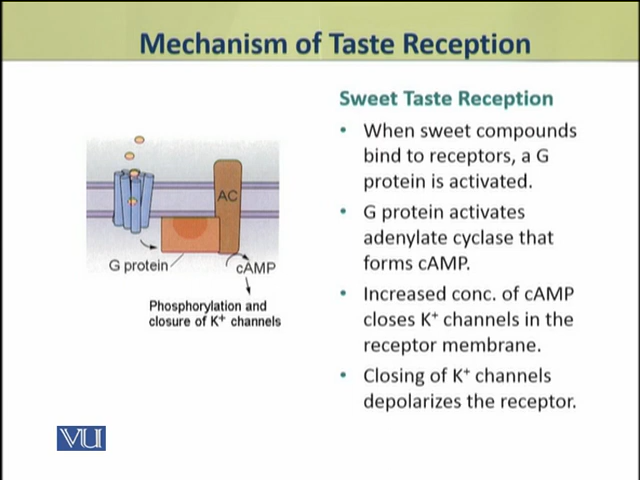 Mechanism of Taste Reception
Sweet Taste Reception
• When sweet compounds
bind to receptors, a G
protein is activated.
• G protein activates
adenylate cyclase that
forms cAMP.
• Increased conc. of cAMP
closes K⁺ channels in the
receptor membrane.
• Closing of K⁺ channels
depolarizes the receptor.
AC
G protein
cAMP
Phosphorylation and
closure of K⁺ channels
VU